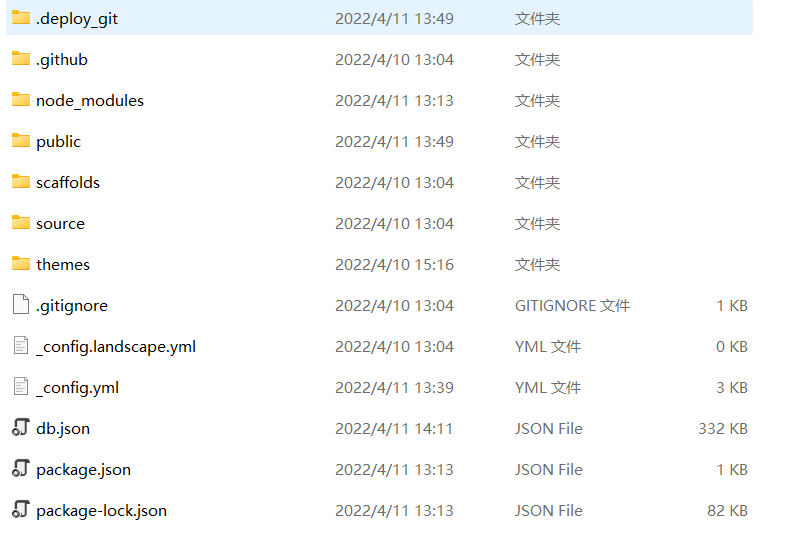 .deploy_git 2022/4/11 13:49 文件夹
.github 2022/4/10 13:04 文件夹
node_modules 2022/4/11 13:13 文件夹
public 2022/4/11 13:49 文件夹
scaffolds 2022/4/10 13:04 文件夹
source 2022/4/10 13:04 文件夹
themes 2022/4/10 15:16 文件夹
.gitignore 2022/4/10 13:04 GITIGNORE 文件 1 KB
_config.landscape.yml 2022/4/10 13:04 YML 文件 0 KB
_config.yml 2022/4/11 13:39 YML 文件 3 KB
db.json 2022/4/11 14:11 JSON File 332 KB
package.json 2022/4/11 13:13 JSON File 1 KB
package-lock.json 2022/4/11 13:13 JSON File 82 KB